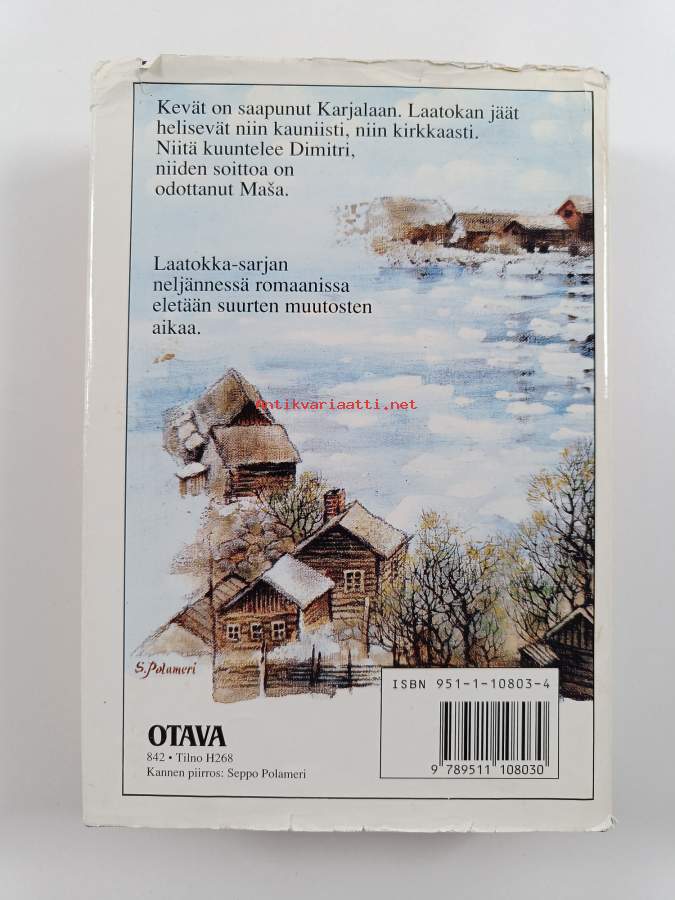 Kevät on saapunut Karjalaan. Laatokan jäät
helisevät niin kauniisti, niin kirkkaasti.
Niitä kuuntelee Dimitri,
niiden soittoa on
odottanut Maša.
Laatokka-sarjan
neljännessä romaanissa
eletään suurten muutosten
aikaa.
Antikvariaatti.net
S. Polameri
ISBN 951-1-10803-4
9 789511 108030
OTAVA
842 • Tilno H268
Kannen piirros: Seppo Polameri